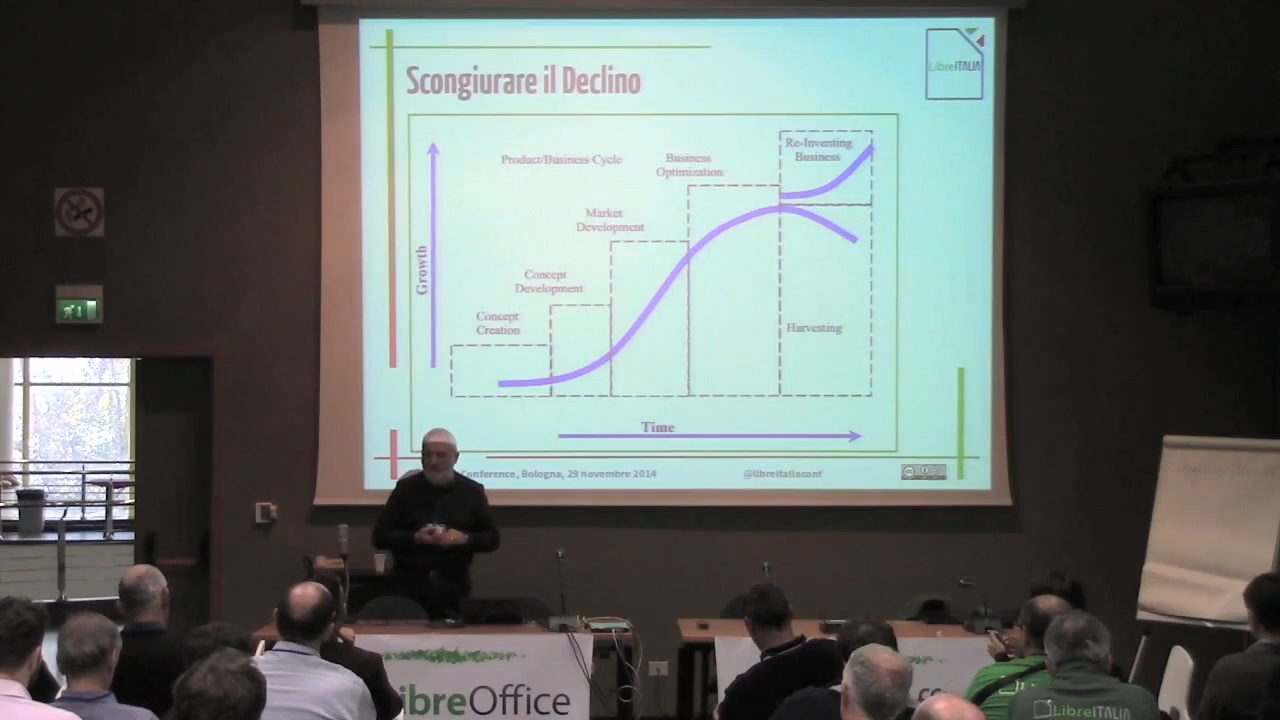 LibreITALIA
Scongiurare il Declino
Product/Business Cycle
Business
Optimization
Re-Inventing
Business
Market
Development
Growth
Concept
Development
Concept
Creation
Harvesting
Time
Conference, Bologna, 29 novembre 2014
@libreitaliaconf
ibreOffice
LibreITALIA